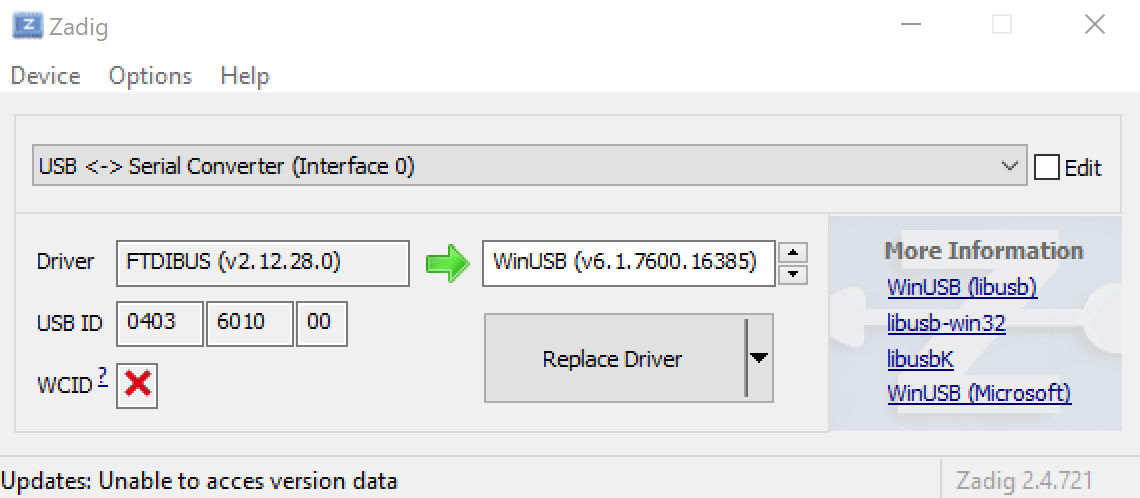 Zadig
Device Options Help
USB <-> Serial Converter (Interface 0)
Edit
Driver FTDIBUS (v2.12.28.0) WinUSB (v6.1.7600.16385)
USB ID 0403 6010 00
WCID ?
Replace Driver
More Information
WinUSB (libusb)
libusb-win32
libusbK
WinUSB (Microsoft)
Updates: Unable to acces version data
Zadig 2.4.721